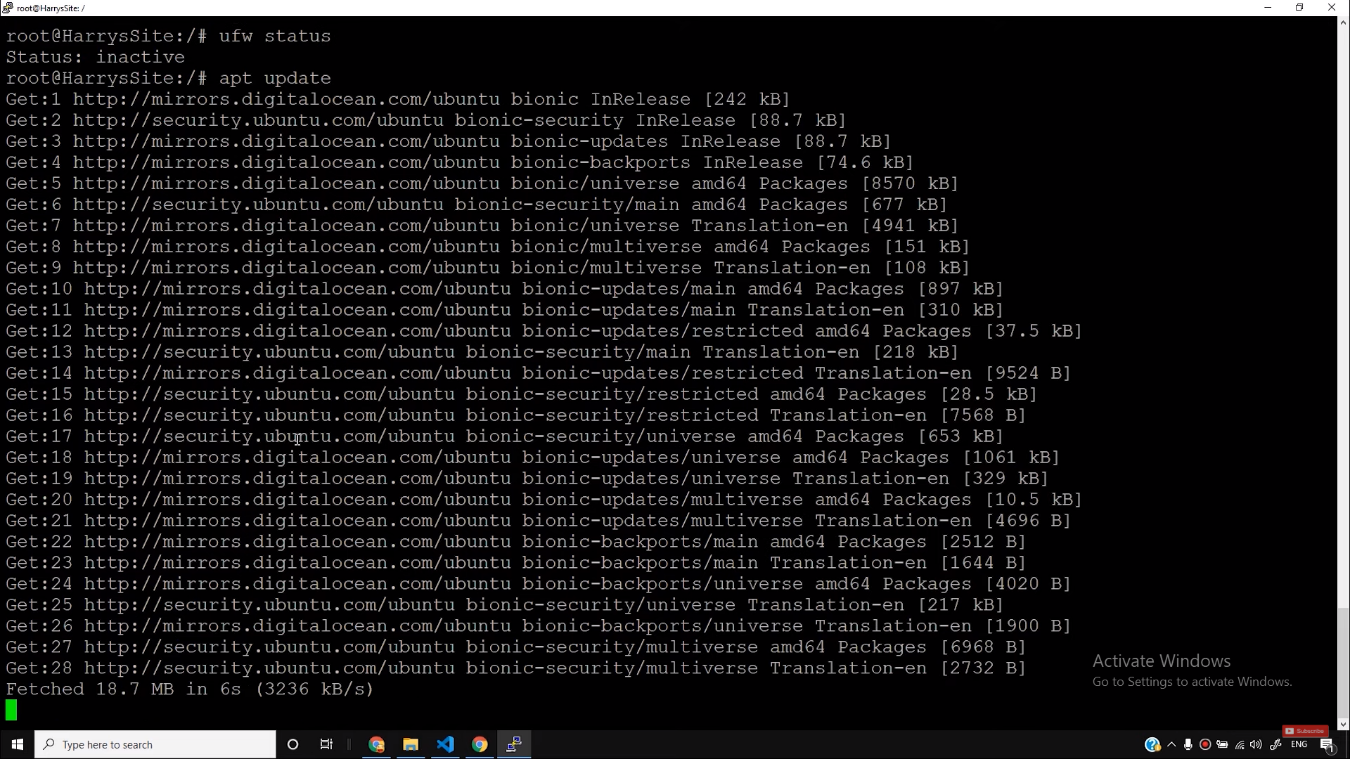 root@HarrysSite: /
root@HarrysSite:/# ufw status
Status: inactive
root@HarrysSite:/# apt update
Get:1 http://mirrors.digitalocean.com/ubuntu bionic InRelease [242 kB]
Get:2 http://security.ubuntu.com/ubuntu bionic-security InRelease [88.7 kB]
Get:3 http://mirrors.digitalocean.com/ubuntu bionic-updates InRelease [88.7 kB]
Get:4 http://mirrors.digitalocean.com/ubuntu bionic-backports InRelease [74.6 kB]
Get:5 http://mirrors.digitalocean.com/ubuntu bionic/universe amd64 Packages [8570 kB]
Get:6 http://security.ubuntu.com/ubuntu bionic-security/main amd64 Packages [677 kB]
Get:7 http://mirrors.digitalocean.com/ubuntu bionic/universe Translation-en [4941 kB]
Get:8 http://mirrors.digitalocean.com/ubuntu bionic/multiverse amd64 Packages [151 kB]
Get:9 http://mirrors.digitalocean.com/ubuntu bionic/multiverse Translation-en [108 kB]
Get:10 http://mirrors.digitalocean.com/ubuntu bionic-updates/main amd64 Packages [897 kB]
Get:11 http://mirrors.digitalocean.com/ubuntu bionic-updates/main Translation-en [310 kB]
Get:12 http://mirrors.digitalocean.com/ubuntu bionic-updates/restricted amd64 Packages [37.5 kB]
Get:13 http://security.ubuntu.com/ubuntu bionic-security/main Translation-en [218 kB]
Get:14 http://mirrors.digitalocean.com/ubuntu bionic-updates/restricted Translation-en [9524 B]
Get:15 http://security.ubuntu.com/ubuntu bionic-security/restricted amd64 Packages [28.5 kB]
Get:16 http://security.ubuntu.com/ubuntu bionic-security/restricted Translation-en [7568 B]
Get:17 http://security.ubuntu.com/ubuntu bionic-security/universe amd64 Packages [653 kB]
Get:18 http://mirrors.digitalocean.com/ubuntu bionic-updates/universe amd64 Packages [1061 kB]
Get:19 http://mirrors.digitalocean.com/ubuntu bionic-updates/universe Translation-en [329 kB]
Get:20 http://mirrors.digitalocean.com/ubuntu bionic-updates/multiverse amd64 Packages [10.5 kB]
Get:21 http://mirrors.digitalocean.com/ubuntu bionic-updates/multiverse Translation-en [4696 B]
Get:22 http://mirrors.digitalocean.com/ubuntu bionic-backports/main amd64 Packages [2512 B]
Get:23 http://mirrors.digitalocean.com/ubuntu bionic-backports/main Translation-en [1644 B]
Get:24 http://mirrors.digitalocean.com/ubuntu bionic-backports/universe amd64 Packages [4020 B]
Get:25 http://security.ubuntu.com/ubuntu bionic-security/universe Translation-en [217 kB]
Get:26 http://mirrors.digitalocean.com/ubuntu bionic-backports/universe Translation-en [1900 B]
Get:27 http://security.ubuntu.com/ubuntu bionic-security/multiverse amd64 Packages [6968 B]
Get:28 http://security.ubuntu.com/ubuntu bionic-security/multiverse Translation-en [2732 B]
Fetched 18.7 MB in 6s (3236 kB/s)
Activate Windows
Go to Settings to activate Windows.
Subscribe
Type here to search
ENG